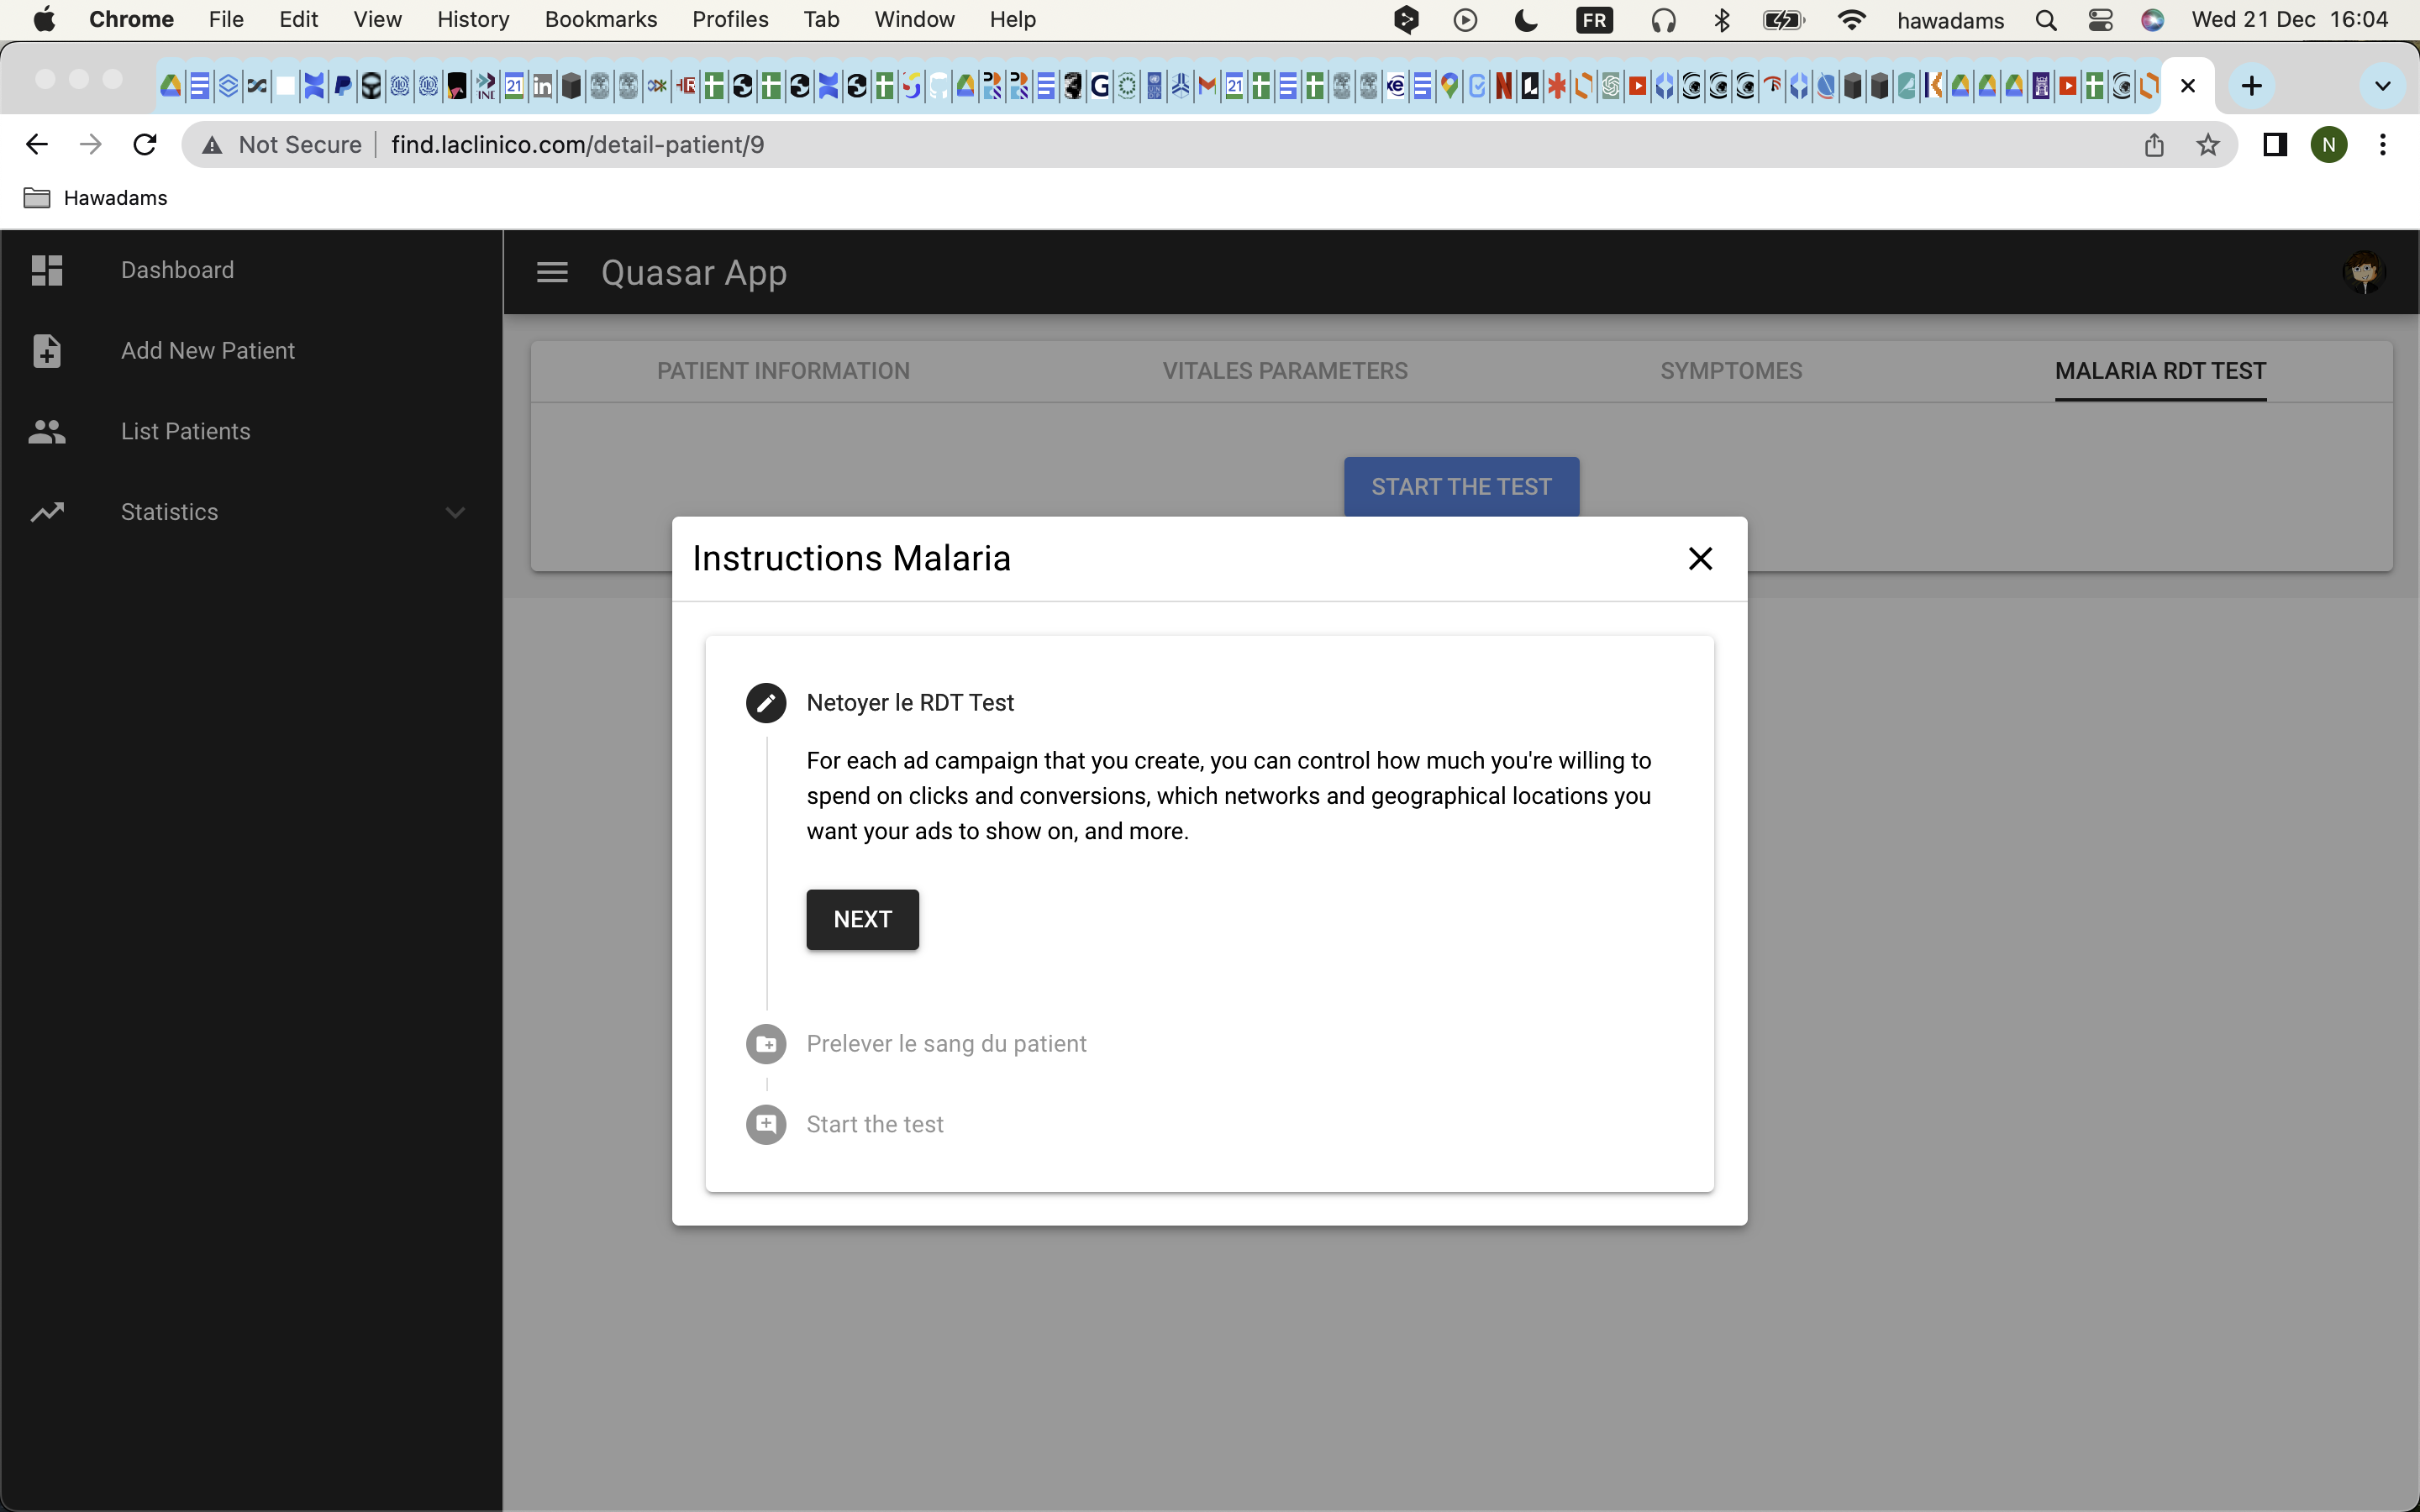 Chrome File Edit View History Bookmarks Profiles Tab Window Help FR hawadams Wed 21 Dec 16:04
Not Secure find.laclinico.com/detail-patient/9 N
Hawadams
Dashboard
Add New Patient
List Patients
Statistics
Quasar App
PATIENT INFORMATION VITALES PARAMETERS SYMPTOMES MALARIA RDT TEST
START THE TEST
Instructions Malaria
Netoyer le RDT Test
For each ad campaign that you create, you can control how much you're willing to
spend on clicks and conversions, which networks and geographical locations you
want your ads to show on, and more.
NEXT
Prelever le sang du patient
Start the test